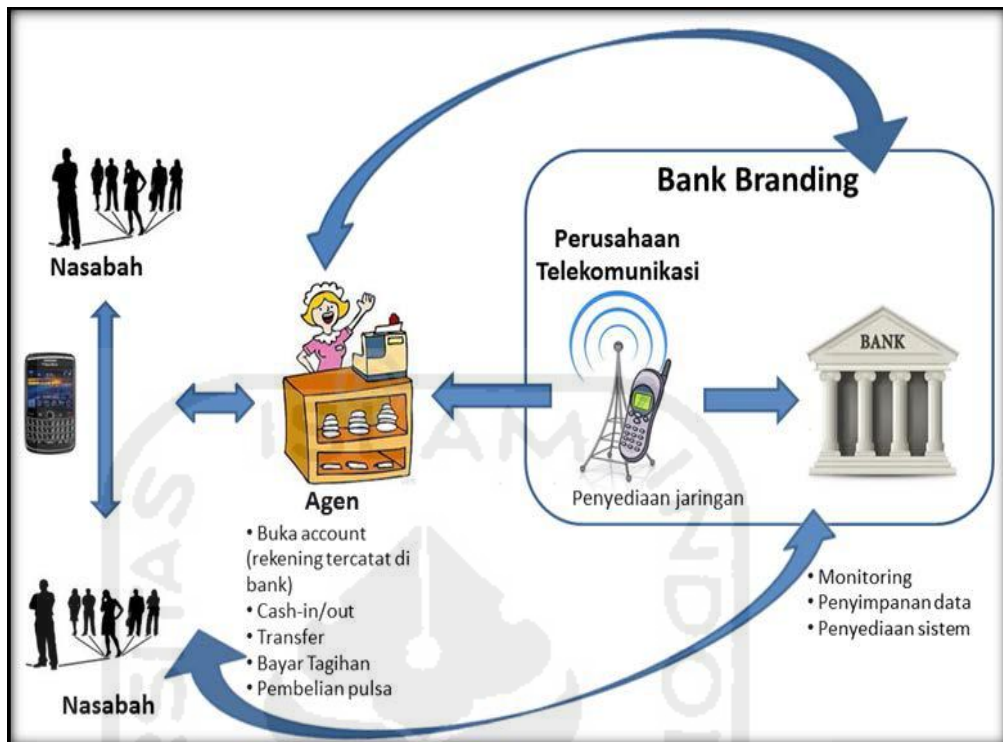 Bank Branding
Perusahaan
Telekomunikasi
BANK
Penyediaan jaringan
Nasabah
Agen
• Buka account
(rekening tercatat di
bank)
• Cash-in/out
• Transfer
• Bayar Tagihan
• Pembelian pulsa
• Monitoring
• Penyimpanan data
• Penyediaan sistem
Nasabah
ISLAM